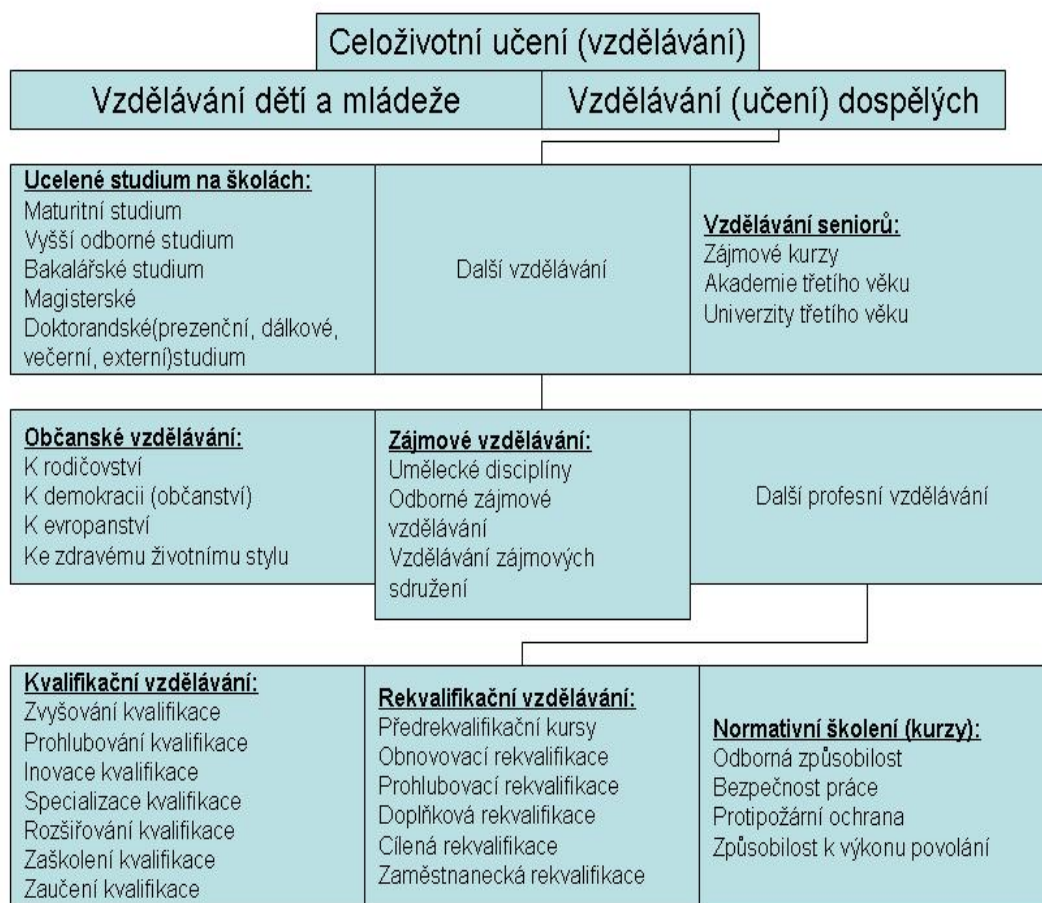 Celoživotní učení (vzdělávání)
Vzdělávání dětí a mládeže
Vzdělávání (učení) dospělých
Ucelené studium na školách:
Maturitní studium
Vyšší odborné studium
Bakalářské studium
Magisterské
Doktorandské(prezenční, dálkové,
večerní, externí)studium
Další vzdělávání
Vzdělávání seniorů:
Zájmové kurzy
Akademie třetího věku
Univerzity třetího věku
Občanské vzdělávání:
K rodičovství
K demokracii (občanství)
K evropanství
Ke zdravému životnímu stylu
Zájmové vzdělávání:
Umělecké disciplíny
Odborné zájmové
vzdělávání
Vzdělávání zájmových
sdružení
Další profesní vzdělávání
Kvalifikační vzdělávání:
Zvyšování kvalifikace
Prohlubování kvalifikace
Inovace kvalifikace
Specializace kvalifikace
Rozšiřování kvalifikace
Zaškolení kvalifikace
Zaučení kvalifikace
Rekvalifikační vzdělávání:
Předrekvalifikační kursy
Obnovovací rekvalifikace
Prohlubovací rekvalifikace
Doplňková rekvalifikace
Cílená rekvalifikace
Zaměstnanecká rekvalifikace
Normativní školení (kurzy):
Odborná způsobilost
Bezpečnost práce
Protipožární ochrana
Způsobilost k výkonu povolání